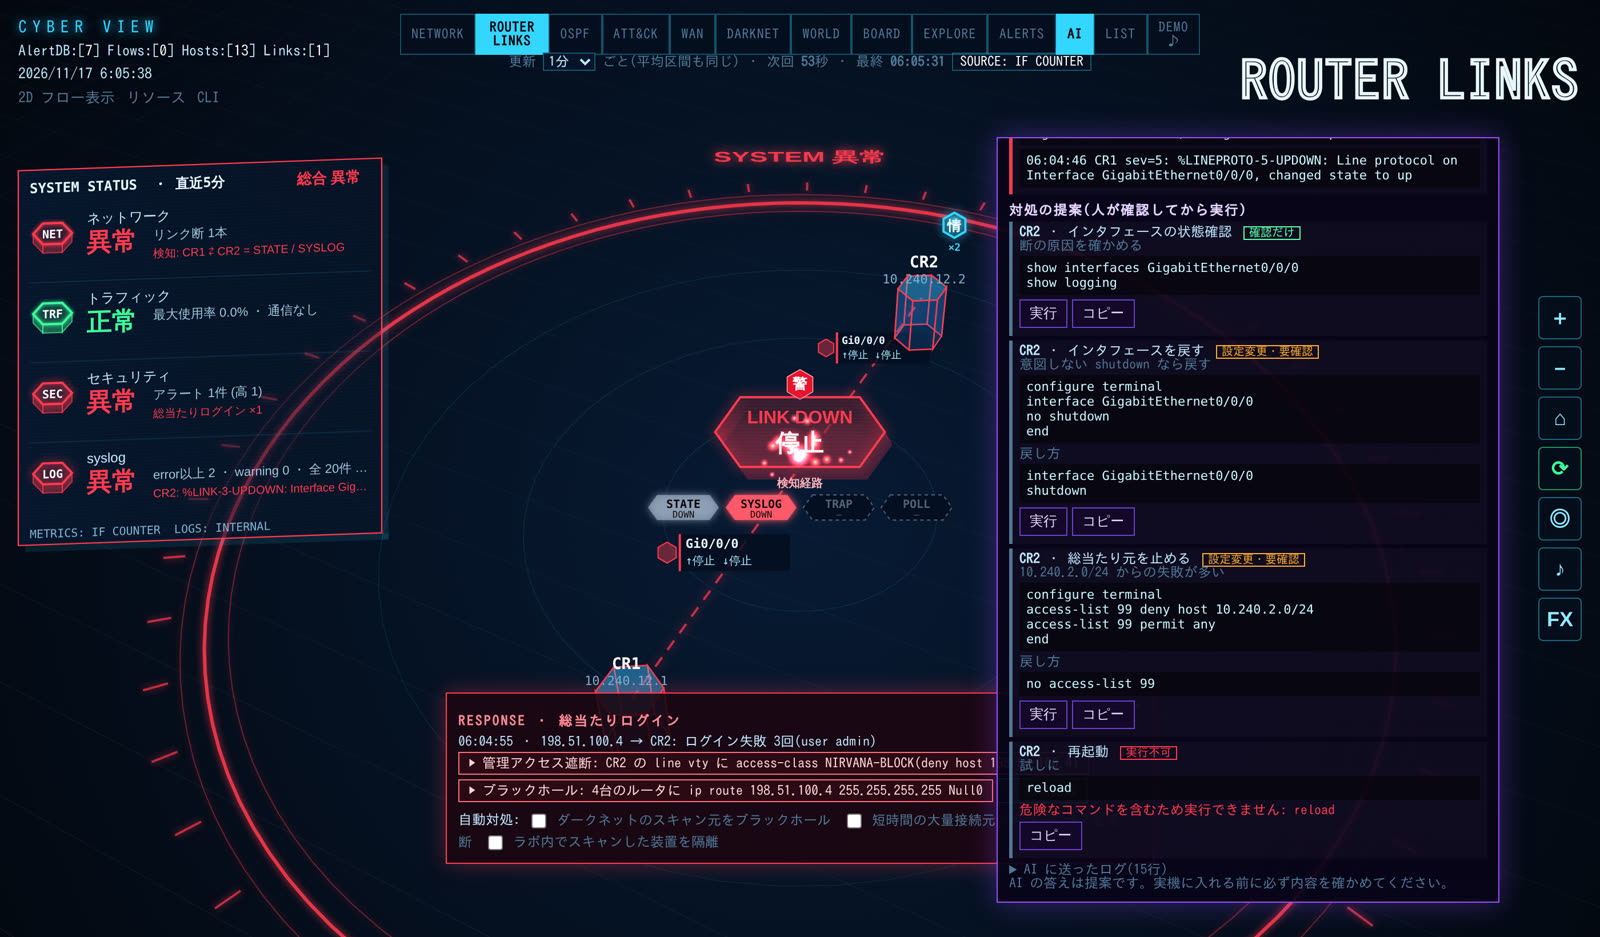 CYBER VIEW
AlertDB:[7] Flows:[0] Hosts:[13] Links:[1]
2026/11/17 6:05:38
2D フロー表示 リソース CLI
NETWORK
ROUTER LINKS
OSPF
ATT&CK
WAN
DARKNET
WORLD
BOARD
EXPLORE
ALERTS
AI
LIST
DEMO ♪
更新 1分 ごと(平均区間も同じ) ・ 次回 53秒 ・ 最終 06:05:31 SOURCE: IF COUNTER
ROUTER LINKS
SYSTEM 異常
SYSTEM STATUS ・ 直近5分 総合 異常
NET
ネットワーク
異常
リンク断 1本
検知: CR1 ⇄ CR2 = STATE / SYSLOG
TRF
トラフィック
正常
最大使用率 0.0% ・ 通信なし
SEC
セキュリティ
異常
アラート 1件 (高 1)
総当たりログイン ×1
LOG
syslog
異常
error以上 2 ・ warning 0 ・ 全 20件 …
CR2: %LINK-3-UPDOWN: Interface Gig…
METRICS: IF COUNTER LOGS: INTERNAL
情
×2
CR2
10.240.12.2
Gi0/0/0
↑停止 ↓停止
警
LINK DOWN
停止
検知経路
STATE DOWN
SYSLOG DOWN
TRAP –
POLL –
Gi0/0/0
↑停止 ↓停止
CR1
10.240.12.1
RESPONSE ・ 総当たりログイン
06:04:55 ・ 198.51.100.4 → CR2: ログイン失敗 3回(user admin)
▶ 管理アクセス遮断: CR2 の line vty に access-class NIRVANA-BLOCK(deny host 1
▶ ブラックホール: 4台のルータに ip route 198.51.100.4 255.255.255.255 Null0
自動対処: ダークネットのスキャン元をブラックホール 短時間の大量接続元
断 ラボ内でスキャンした装置を隔離
06:04:46 CR1 sev=5: %LINEPROTO-5-UPDOWN: Line protocol on
Interface GigabitEthernet0/0/0, changed state to up
対処の提案(人が確認してから実行)
CR2 ・ インタフェースの状態確認 確認だけ
断の原因を確かめる
show interfaces GigabitEthernet0/0/0
show logging
実行 コピー
CR2 ・ インタフェースを戻す 設定変更・要確認
意図しない shutdown なら戻す
configure terminal
interface GigabitEthernet0/0/0
no shutdown
end
戻し方
interface GigabitEthernet0/0/0
shutdown
実行 コピー
CR2 ・ 総当たり元を止める 設定変更・要確認
10.240.2.0/24 からの失敗が多い
configure terminal
access-list 99 deny host 10.240.2.0/24
access-list 99 permit any
end
戻し方
no access-list 99
実行 コピー
CR2 ・ 再起動 実行不可
試しに
reload
危険なコマンドを含むため実行できません: reload
コピー
▶ AI に送ったログ(15行)
AI の答えは提案です。実機に入れる前に必ず内容を確かめてください。
+
−
⌂
⟳
◎
♪
FX